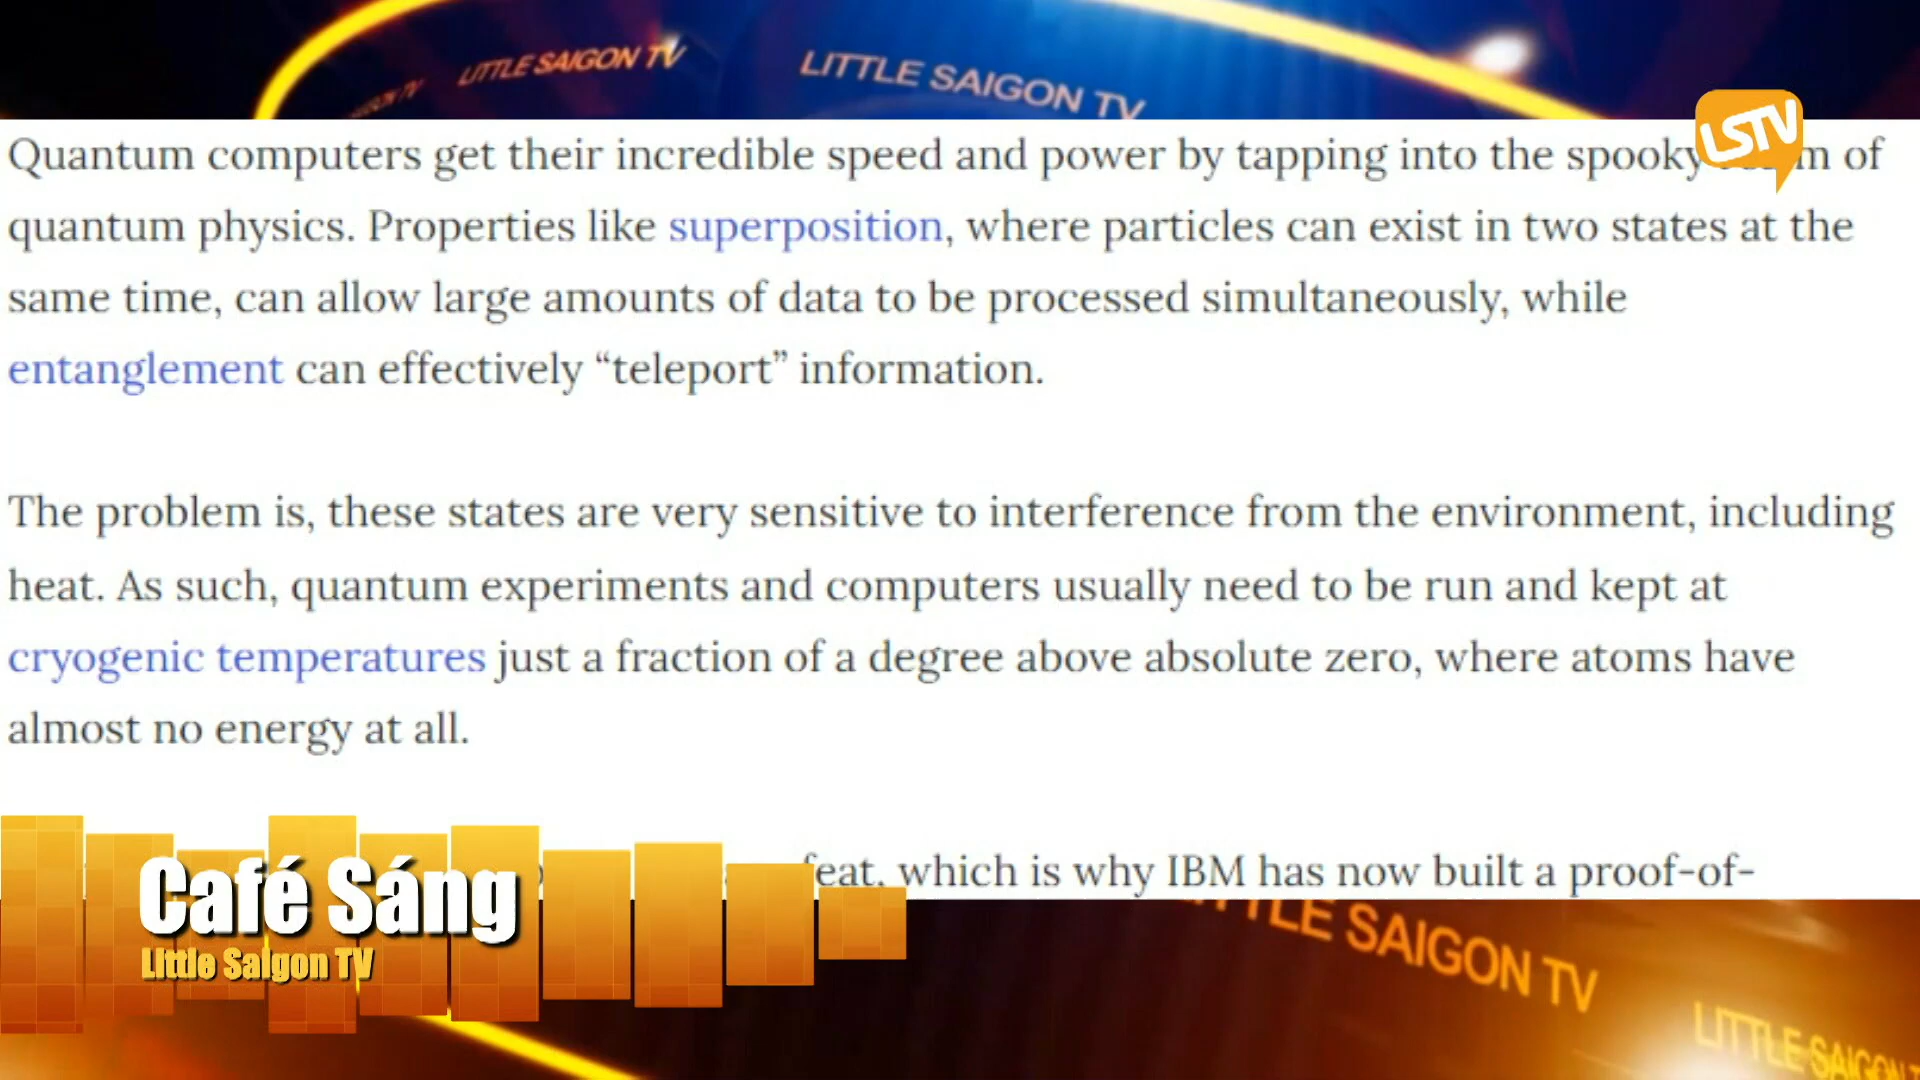 LITTLE SAIGON TV
LITTLE SAIGON TV
SAIGON TV
LSTV
Quantum computers get their incredible speed and power by tapping into the spooky of
quantum physics. Properties like superposition, where particles can exist in two states at the
same time, can allow large amounts of data to be processed simultaneously, while
entanglement can effectively “teleport” information.
The problem is, these states are very sensitive to interference from the environment, including
heat. As such, quantum experiments and computers usually need to be run and kept at
cryogenic temperatures just a fraction of a degree above absolute zero, where atoms have
almost no energy at all.
feat, which is why IBM has now built a proof-of-
Café Sáng
Little Saigon TV
TLE SAIGON TV
LITTLE SAIGON T